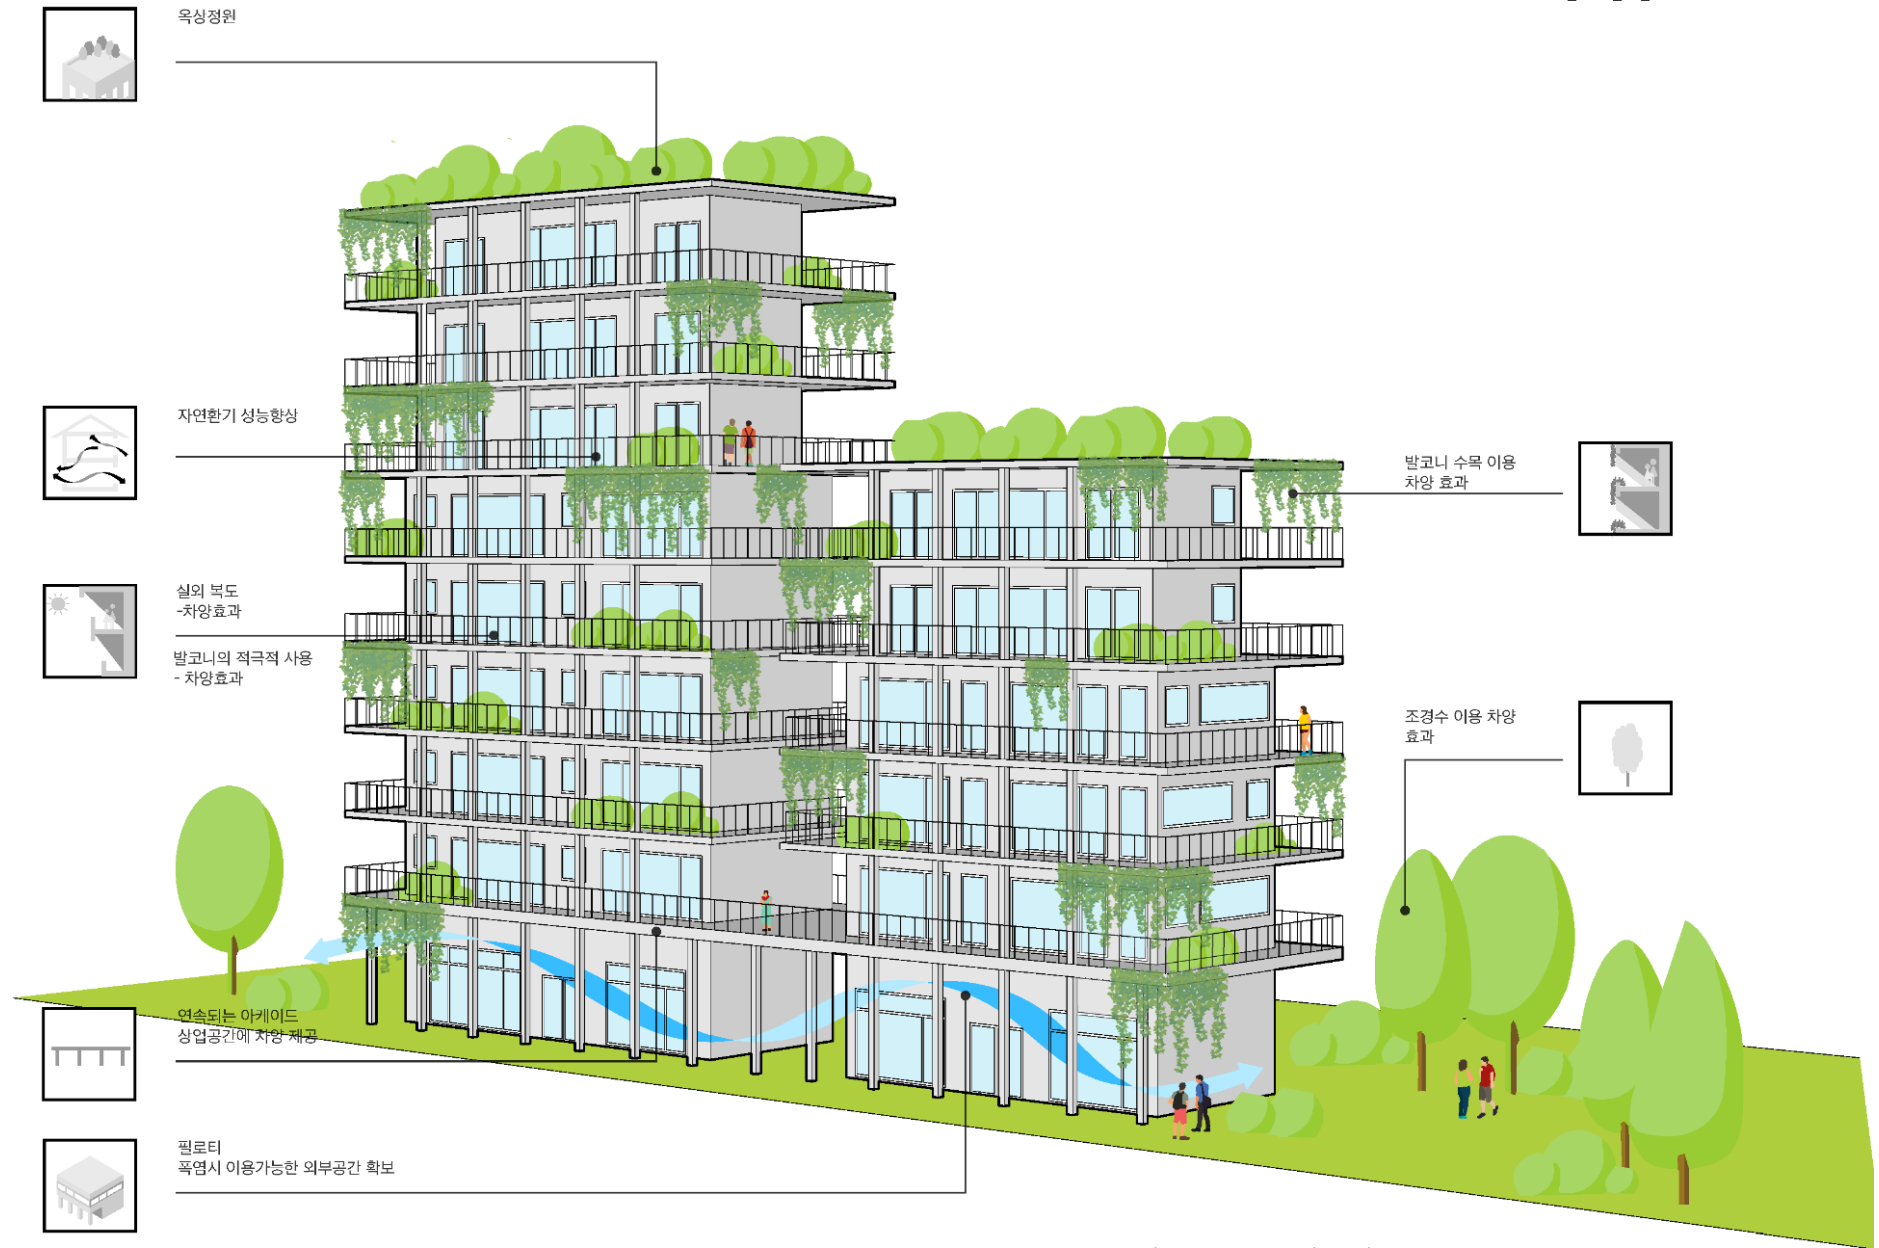 옥상정원
자연환기 성능향상
실외 복도
-차양효과
발코니의 적극적 사용
- 차양효과
연속되는 아케이드
상업공간에 차양 제공
필로티
폭염시 이용가능한 외부공간 확보
발코니 수목 이용
차양 효과
조경수 이용 차양
효과